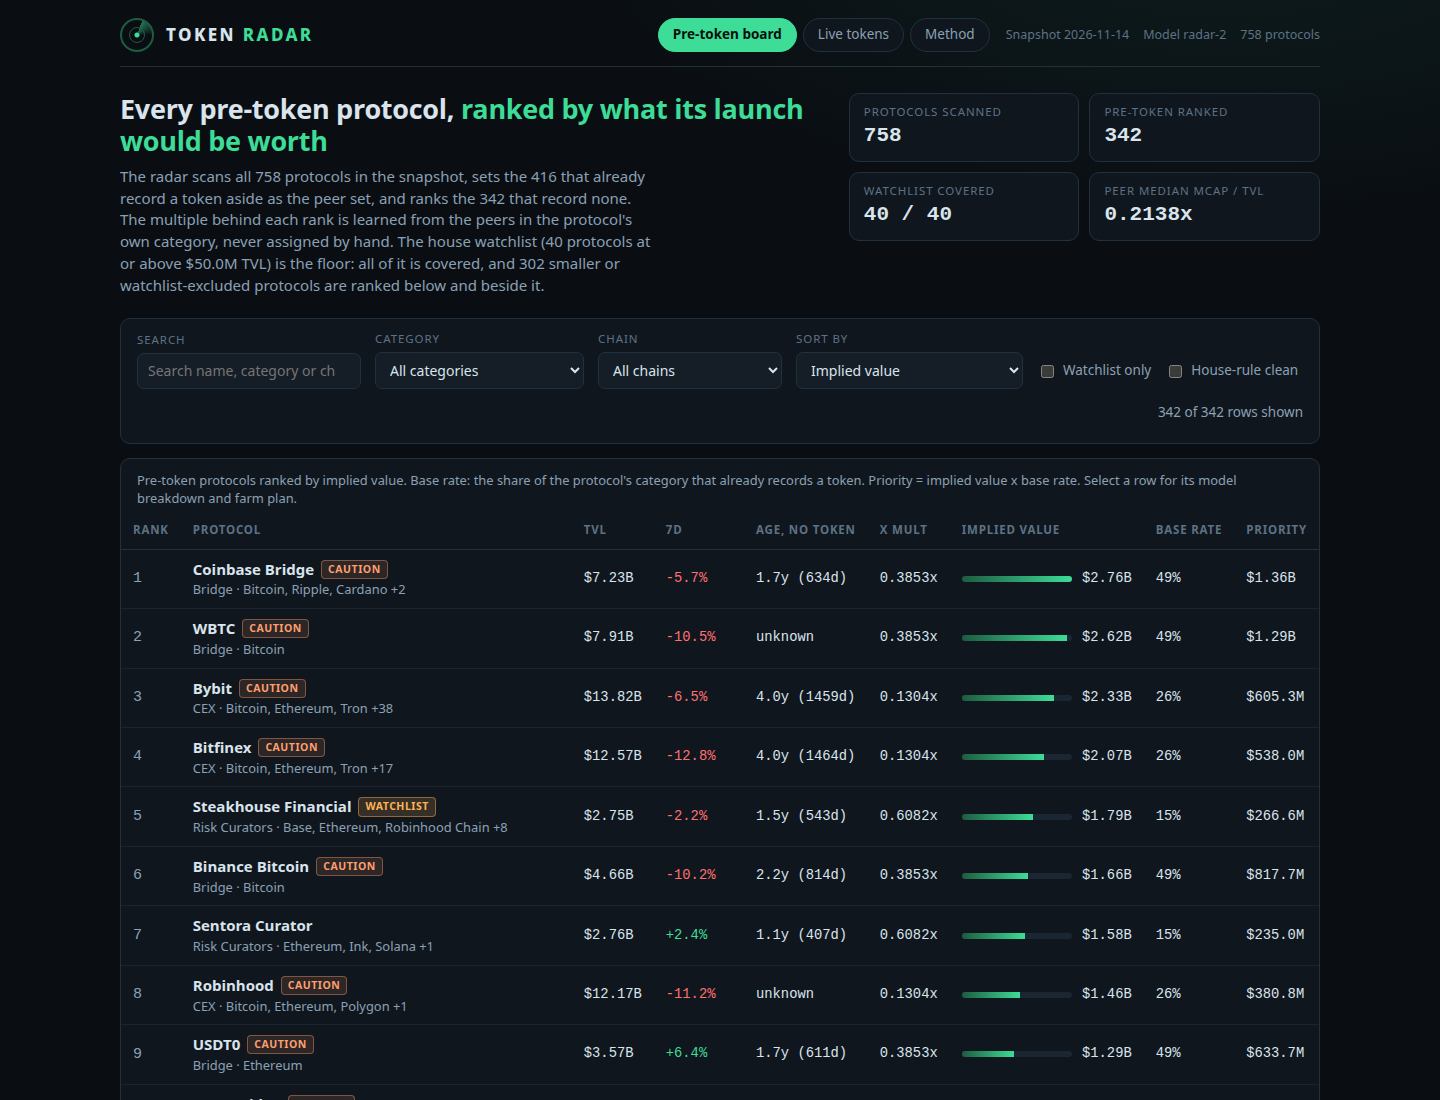 TOKEN RADAR
Pre-token board
Live tokens
Method
Snapshot 2026-11-14
Model radar-2
758 protocols
Every pre-token protocol, ranked by what its launch
would be worth
The radar scans all 758 protocols in the snapshot, sets the 416 that already
record a token aside as the peer set, and ranks the 342 that record none.
The multiple behind each rank is learned from the peers in the protocol's
own category, never assigned by hand. The house watchlist (40 protocols at
or above $50.0M TVL) is the floor: all of it is covered, and 302 smaller or
watchlist-excluded protocols are ranked below and beside it.
PROTOCOLS SCANNED
758
PRE-TOKEN RANKED
342
WATCHLIST COVERED
40 / 40
PEER MEDIAN MCAP / TVL
0.2138x
SEARCH
Search name, category or ch
CATEGORY
All categories
CHAIN
All chains
SORT BY
Implied value
Watchlist only
House-rule clean
342 of 342 rows shown
Pre-token protocols ranked by implied value. Base rate: the share of the protocol's category that already records a token. Priority = implied value x base rate. Select a row for its model
breakdown and farm plan.
RANK PROTOCOL TVL 7D AGE, NO TOKEN X MULT IMPLIED VALUE BASE RATE PRIORITY
1 Coinbase Bridge CAUTION $7.23B -5.7% 1.7y (634d) 0.3853x $2.76B 49% $1.36B
Bridge · Bitcoin, Ripple, Cardano +2
2 WBTC CAUTION $7.91B -10.5% unknown 0.3853x $2.62B 49% $1.29B
Bridge · Bitcoin
3 Bybit CAUTION $13.82B -6.5% 4.0y (1459d) 0.1304x $2.33B 26% $605.3M
CEX · Bitcoin, Ethereum, Tron +38
4 Bitfinex CAUTION $12.57B -12.8% 4.0y (1464d) 0.1304x $2.07B 26% $538.0M
CEX · Bitcoin, Ethereum, Tron +17
5 Steakhouse Financial WATCHLIST $2.75B -2.2% 1.5y (543d) 0.6082x $1.79B 15% $266.6M
Risk Curators · Base, Ethereum, Robinhood Chain +8
6 Binance Bitcoin CAUTION $4.66B -10.2% 2.2y (814d) 0.3853x $1.66B 49% $817.7M
Bridge · Bitcoin
7 Sentora Curator $2.76B +2.4% 1.1y (407d) 0.6082x $1.58B 15% $235.0M
Risk Curators · Ethereum, Ink, Solana +1
8 Robinhood CAUTION $12.17B -11.2% unknown 0.1304x $1.46B 26% $380.8M
CEX · Bitcoin, Ethereum, Polygon +1
9 USDT0 CAUTION $3.57B +6.4% 1.7y (611d) 0.3853x $1.29B 49% $633.7M
Bridge · Ethereum